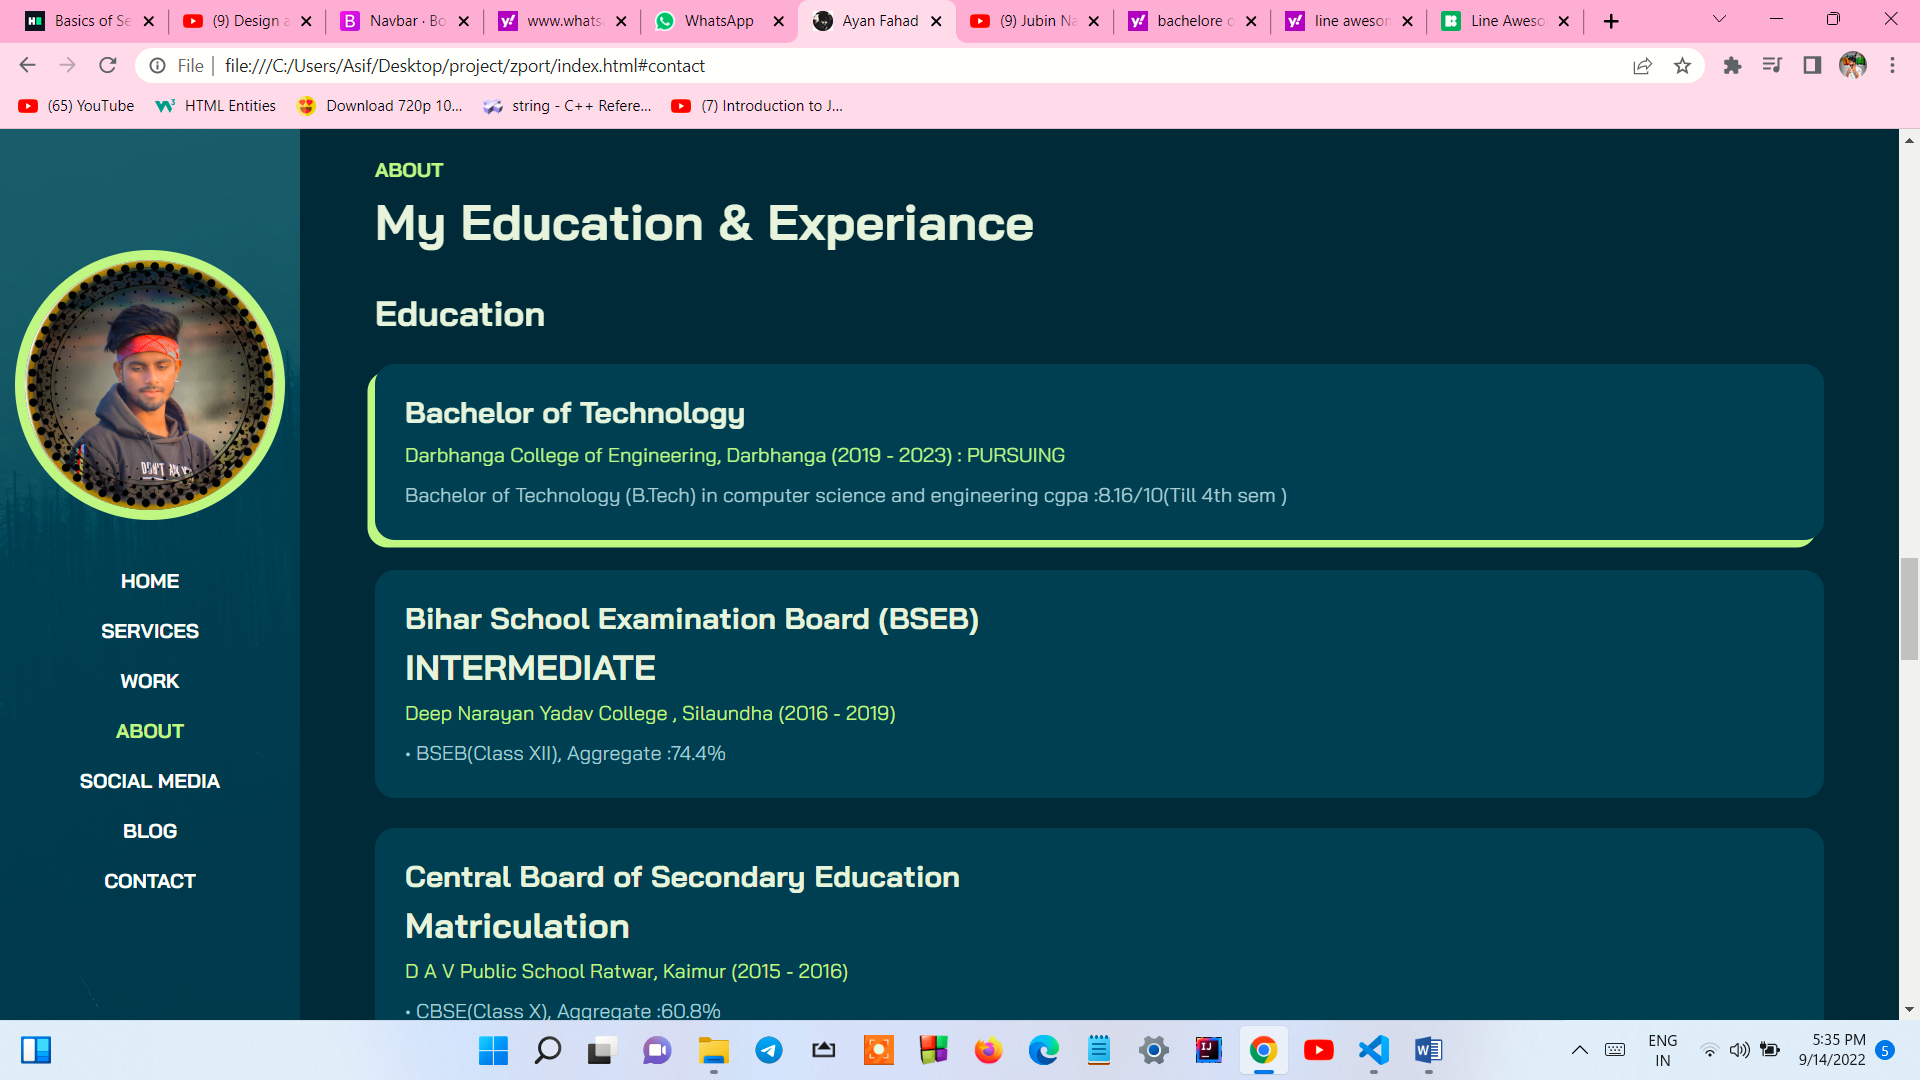 Basics of Se
(9) Design a
Navbar · Bo
www.whats
WhatsApp
Ayan Fahad
(9) Jubin Na
bachelore o
line aweson
Line Aweso
File
file:///C:/Users/Asif/Desktop/project/zport/index.html#contact
(65) YouTube
HTML Entities
Download 720p 10...
string - C++ Refere...
(7) Introduction to J...
HOME
SERVICES
WORK
ABOUT
SOCIAL MEDIA
BLOG
CONTACT
ABOUT
My Education & Experiance
Education
Bachelor of Technology
Darbhanga College of Engineering, Darbhanga (2019 - 2023) : PURSUING
Bachelor of Technology (B.Tech) in computer science and engineering cgpa :8.16/10(Till 4th sem )
Bihar School Examination Board (BSEB)
INTERMEDIATE
Deep Narayan Yadav College , Silaundha (2016 - 2019)
• BSEB(Class XII), Aggregate :74.4%
Central Board of Secondary Education
Matriculation
D A V Public School Ratwar, Kaimur (2015 - 2016)
• CBSE(Class X), Aggregate :60.8%
ENG
IN
5:35 PM
9/14/2022
5